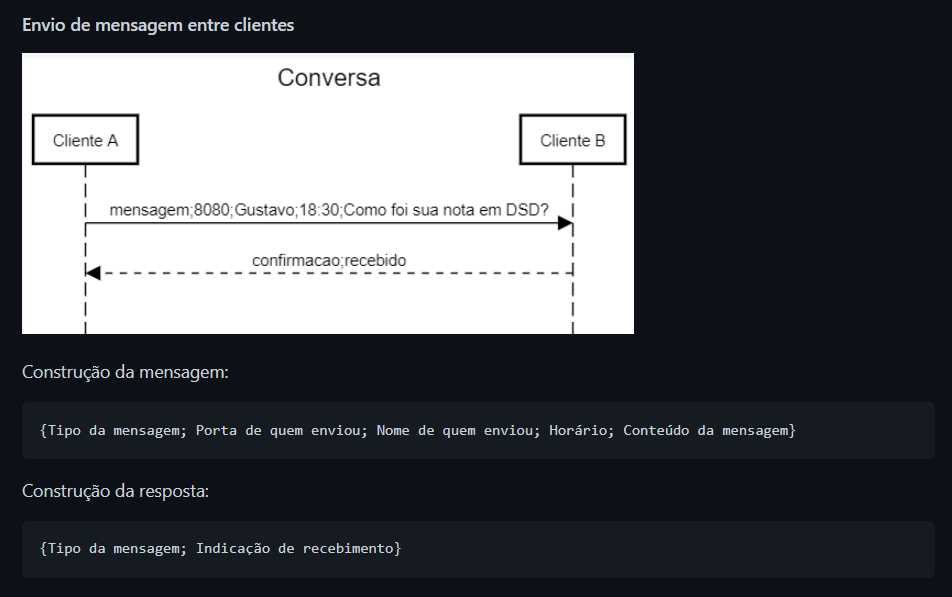 Envio de mensagem entre clientes
Conversa
Cliente A
Cliente B
mensagem;8080;Gustavo;18:30;Como foi sua nota em DSD?
confirmacao;recebido
Construção da mensagem:
{Tipo da mensagem; Porta de quem enviou; Nome de quem enviou; Horário; Conteúdo da mensagem}
Construção da resposta:
{Tipo da mensagem; Indicação de recebimento}